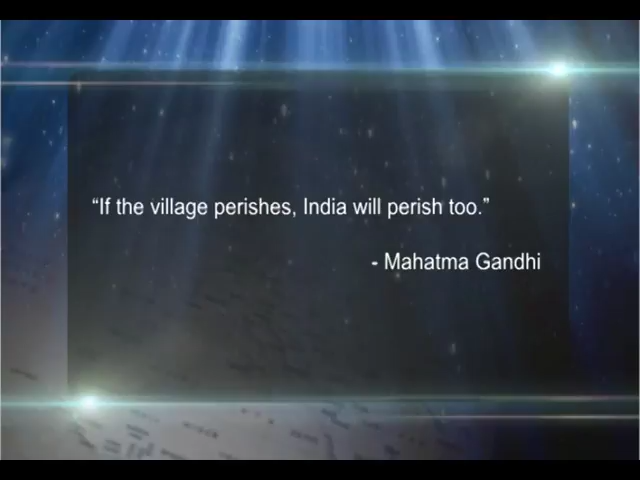 “If the village perishes, India will perish too.”
- Mahatma Gandhi